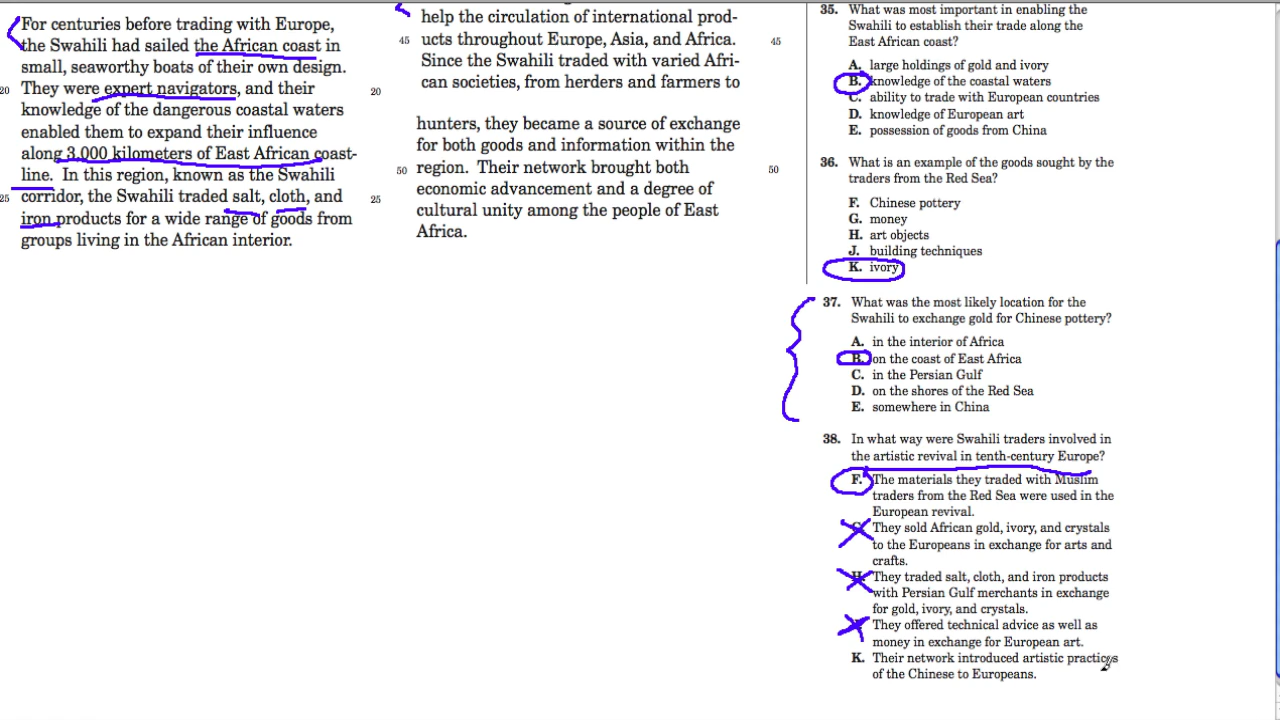 For centuries before trading with Europe,
the Swahili had sailed the African coast in
small, seaworthy boats of their own design.
20 They were expert navigators, and their
knowledge of the dangerous coastal waters
enabled them to expand their influence
along 3,000 kilometers of East African coast-
line. In this region, known as the Swahili
25 corridor, the Swahili traded salt, cloth, and
iron products for a wide range of goods from
groups living in the African interior.
help the circulation of international prod-
45 ucts throughout Europe, Asia, and Africa.
Since the Swahili traded with varied Afri-
20 can societies, from herders and farmers to
hunters, they became a source of exchange
for both goods and information within the
50 region. Their network brought both
25 economic advancement and a degree of
cultural unity among the people of East
Africa.
45
50
35. What was most important in enabling the
Swahili to establish their trade along the
East African coast?
A. large holdings of gold and ivory
B. knowledge of the coastal waters
C. ability to trade with European countries
D. knowledge of European art
E. possession of goods from China
36. What is an example of the goods sought by the
traders from the Red Sea?
F. Chinese pottery
G. money
H. art objects
J. building techniques
K. ivory
37. What was the most likely location for the
Swahili to exchange gold for Chinese pottery?
A. in the interior of Africa
B. on the coast of East Africa
C. in the Persian Gulf
D. on the shores of the Red Sea
E. somewhere in China
38. In what way were Swahili traders involved in
the artistic revival in tenth-century Europe?
F. The materials they traded with Muslim
traders from the Red Sea were used in the
European revival.
They sold African gold, ivory, and crystals
to the Europeans in exchange for arts and
crafts.
H. They traded salt, cloth, and iron products
with Persian Gulf merchants in exchange
for gold, ivory, and crystals.
They offered technical advice as well as
money in exchange for European art.
K. Their network introduced artistic practices
of the Chinese to Europeans.